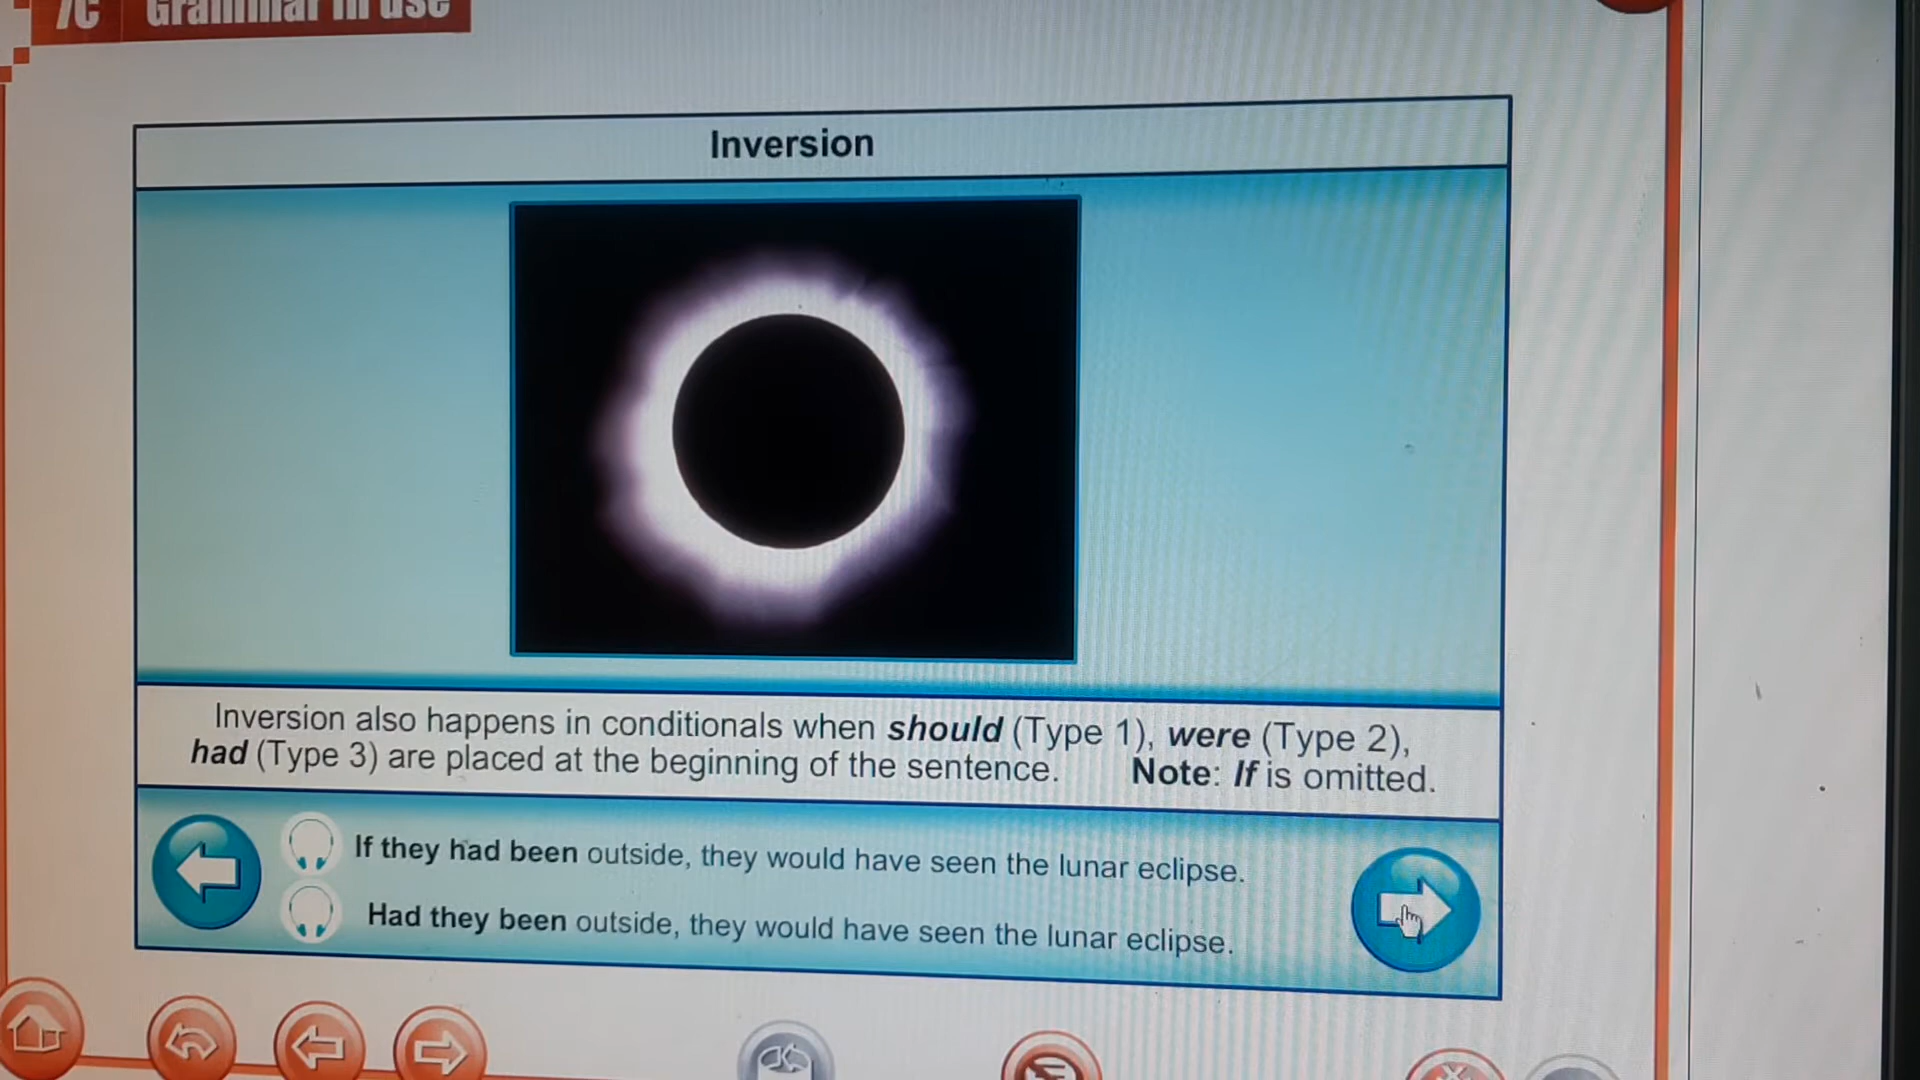 7C Grammar in use
Inversion
Inversion also happens in conditionals when should (Type 1), were (Type 2),
had (Type 3) are placed at the beginning of the sentence. Note: If is omitted.
If they had been outside, they would have seen the lunar eclipse.
Had they been outside, they would have seen the lunar eclipse.